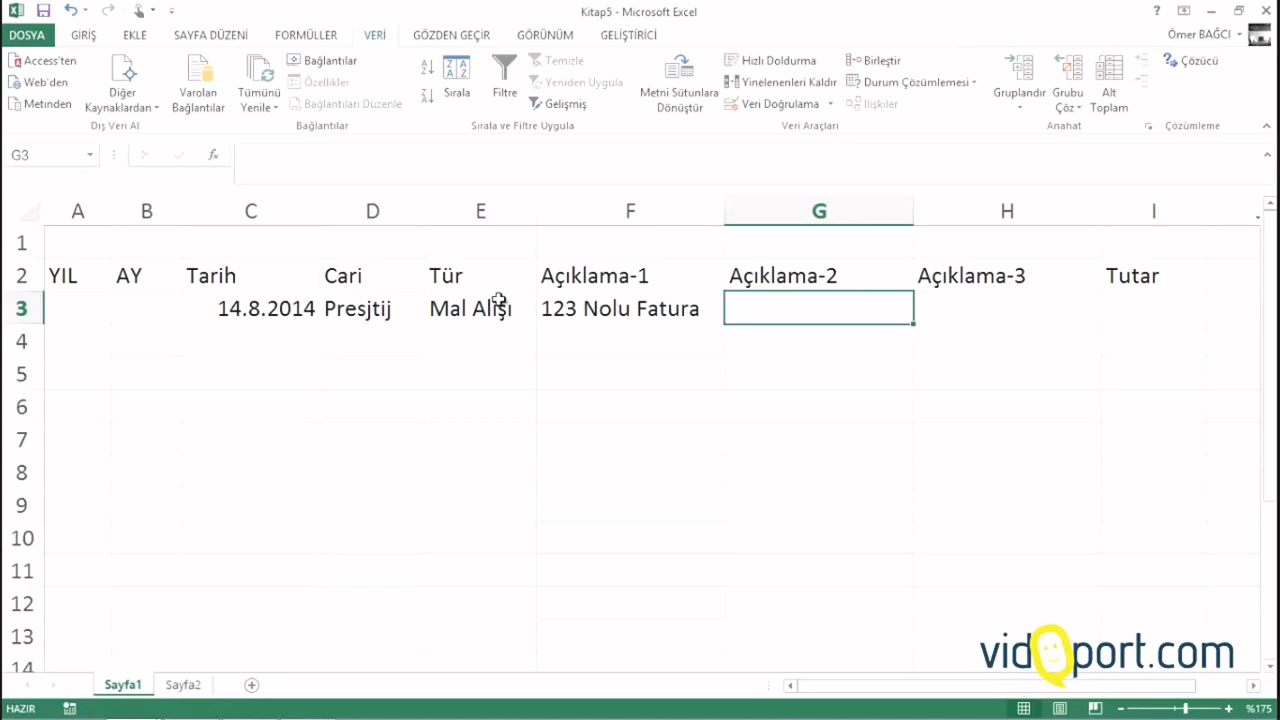 Kitap5 - Microsoft Excel
?
DOSYA GİRİŞ EKLE SAYFA DÜZENİ FORMÜLLER VERİ GÖZDEN GEÇİR GÖRÜNÜM GELİŞTİRİCİ Ömer BAĞCI
Access'ten
Web'den
Metinden
Diğer
Kaynaklardan
Varolan
Bağlantılar
Dış Veri Al
Tümünü
Yenile
Bağlantılar
Özellikler
Bağlantıları Düzenle
Bağlantılar
Sırala
Filtre
Temizle
Yeniden Uygula
Gelişmiş
Sırala ve Filtre Uygula
Metni Sütunlara
Dönüştür
Hızlı Doldurma
Yinelenenleri Kaldır
Veri Doğrulama
Birleştir
Durum Çözümlemesi
İlişkiler
Veri Araçları
Gruplandır
Grubu
Çöz
Alt
Toplam
Anahat
Çözücü
Çözümleme
G3 fx
A B C D E F G H I
1
2 YIL AY Tarih Cari Tür Açıklama-1 Açıklama-2 Açıklama-3 Tutar
3 14.8.2014 Presjtij Mal Alışı 123 Nolu Fatura
4
5
6
7
8
9
10
11
12
13
14
vidoport.com
Sayfa1 Sayfa2
HAZIR %175